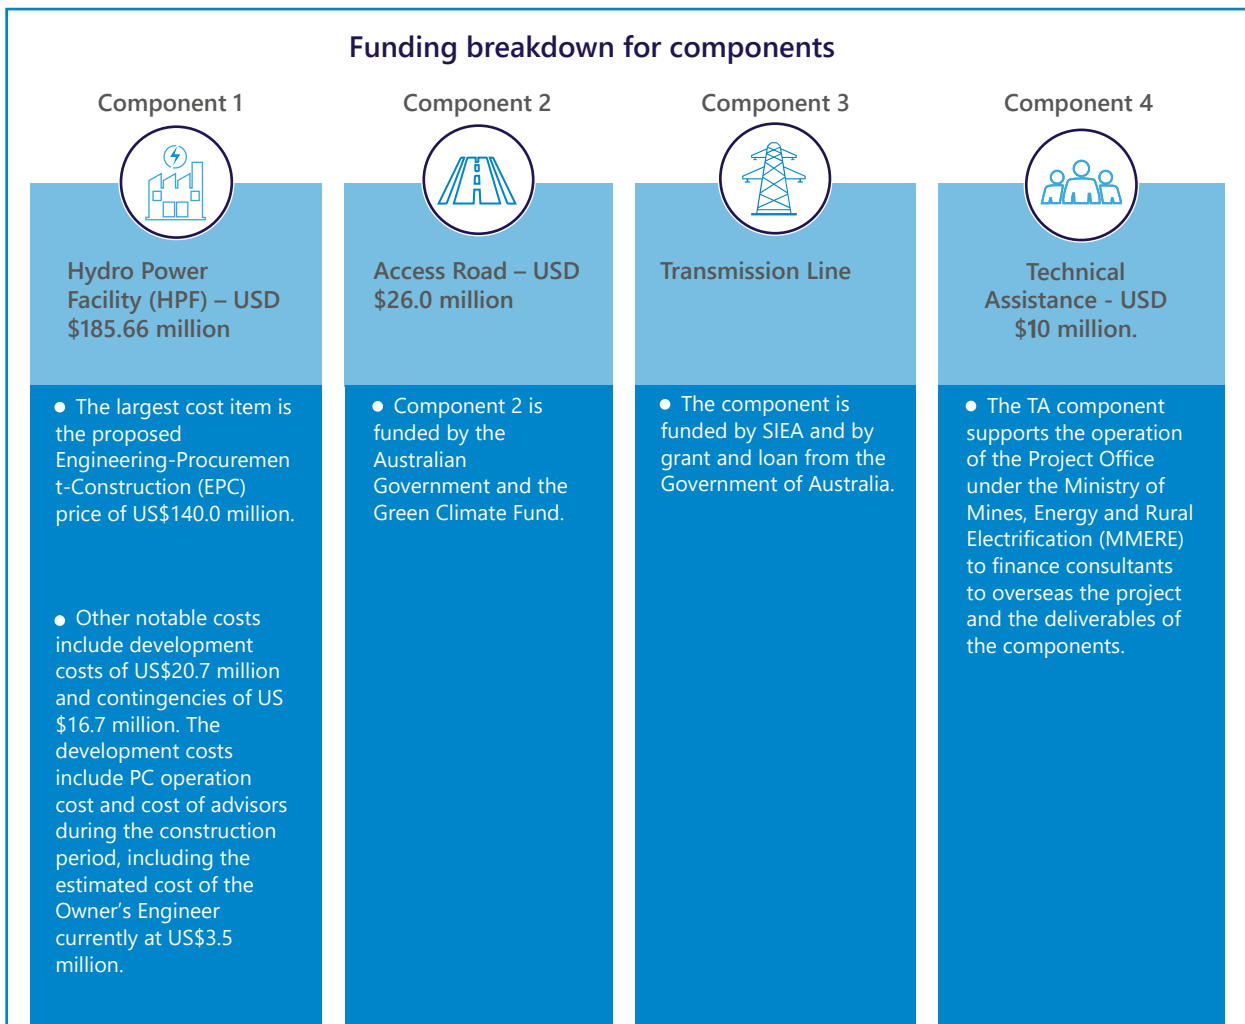 Funding breakdown for components
Component 1
Hydro Power
Facility (HPF) – USD
$185.66 million
• The largest cost item is
the proposed
Engineering-Procuremen
t-Construction (EPC)
price of US$140.0 million.
• Other notable costs
include development
costs of US$20.7 million
and contingencies of US
$16.7 million. The
development costs
include PC operation
cost and cost of advisors
during the construction
period, including the
estimated cost of the
Owner’s Engineer
currently at US$3.5
million.
Component 2
Access Road – USD
$26.0 million
• Component 2 is
funded by the
Australian
Government and the
Green Climate Fund.
Component 3
Transmission Line
• The component is
funded by SIEA and by
grant and loan from the
Government of Australia.
Component 4
Technical
Assistance - USD
$10 million.
• The TA component
supports the operation
of the Project Office
under the Ministry of
Mines, Energy and Rural
Electrification (MMERE)
to finance consultants
to overseas the project
and the deliverables of
the components.